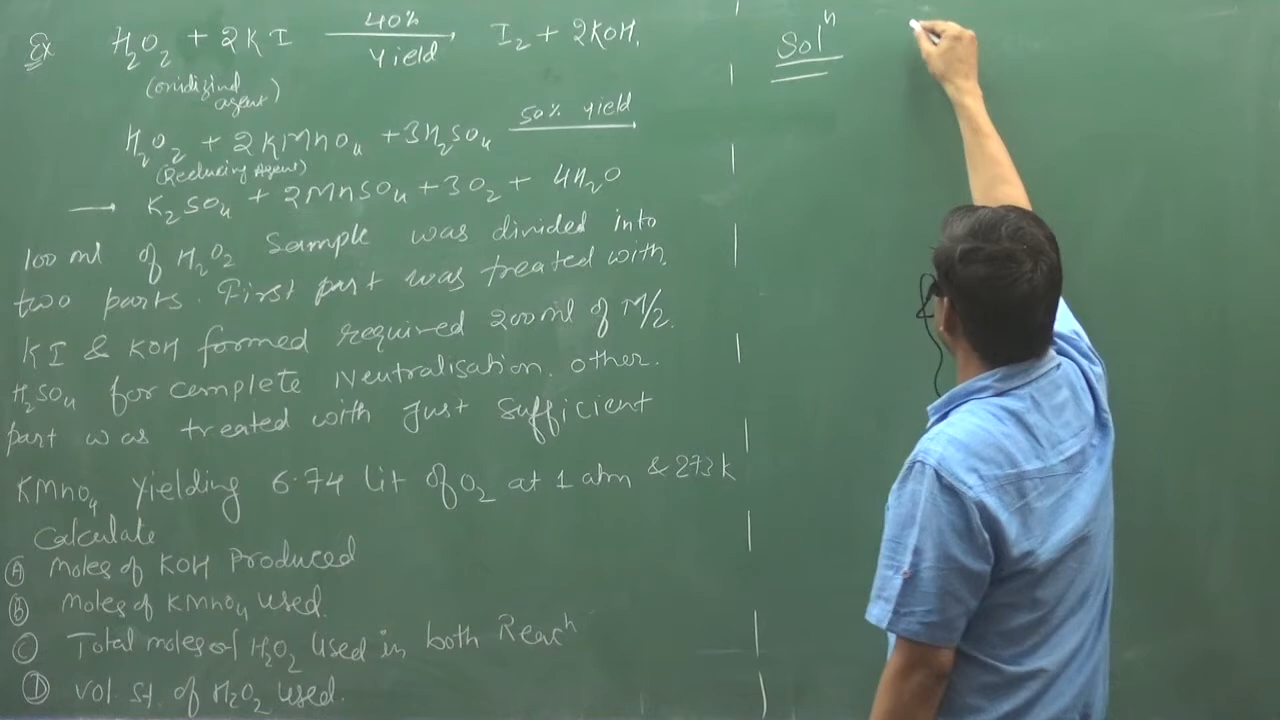 Ex H₂O₂ + 2KI 40% Yield I₂ + 2KOH.
(oxidizind agent)
H₂O₂ + 2KMnO₄ + 3H₂SO₄ 50% yield
(Reducing Agent)
→ K₂SO₄ + 2MnSO₄ + 3O₂ + 4H₂O
100 ml of H₂O₂ Sample was divided into
two parts. First part was treated with.
KI & KOH formed required 200ml of M/2.
H₂SO₄ for complete Neutralisation. other.
part was treated with Just Sufficient
KMnO₄ yielding 6.74 lit of O₂ at 1 atm & 273k
Calculate
(A) Moles of KOH Produced
(B) Moles of KMnO₄ used.
(C) Total moles of H₂O₂ Used in both Reacⁿ
(D) Vol. St. of H₂O₂ used.
Solⁿ